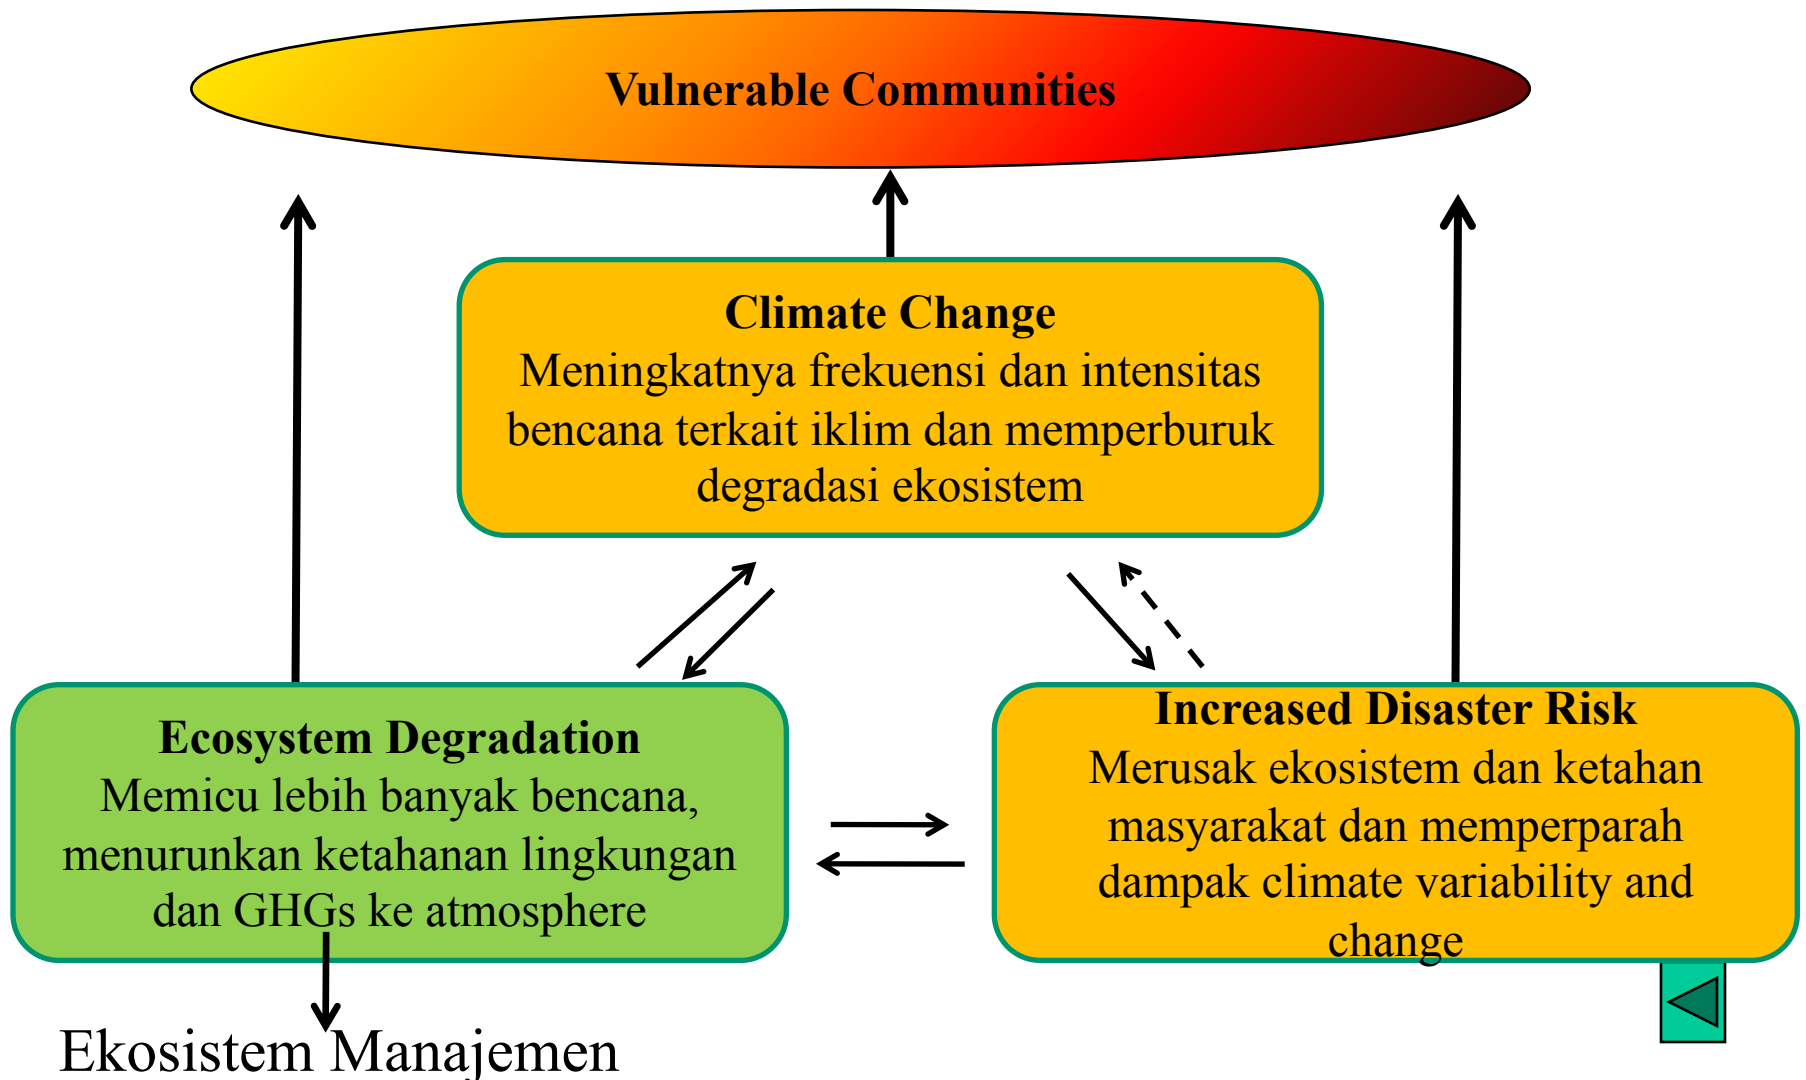 Vulnerable Communities
Climate Change
Meningkatnya frekuensi dan intensitas
bencana terkait iklim dan memperburuk
degradasi ekosistem
Ecosystem Degradation
Memicu lebih banyak bencana,
menurunkan ketahanan lingkungan
dan GHGs ke atmosphere
Increased Disaster Risk
Merusak ekosistem dan ketahan
masyarakat dan memperparah
dampak climate variability and
change
Ekosistem Manajemen